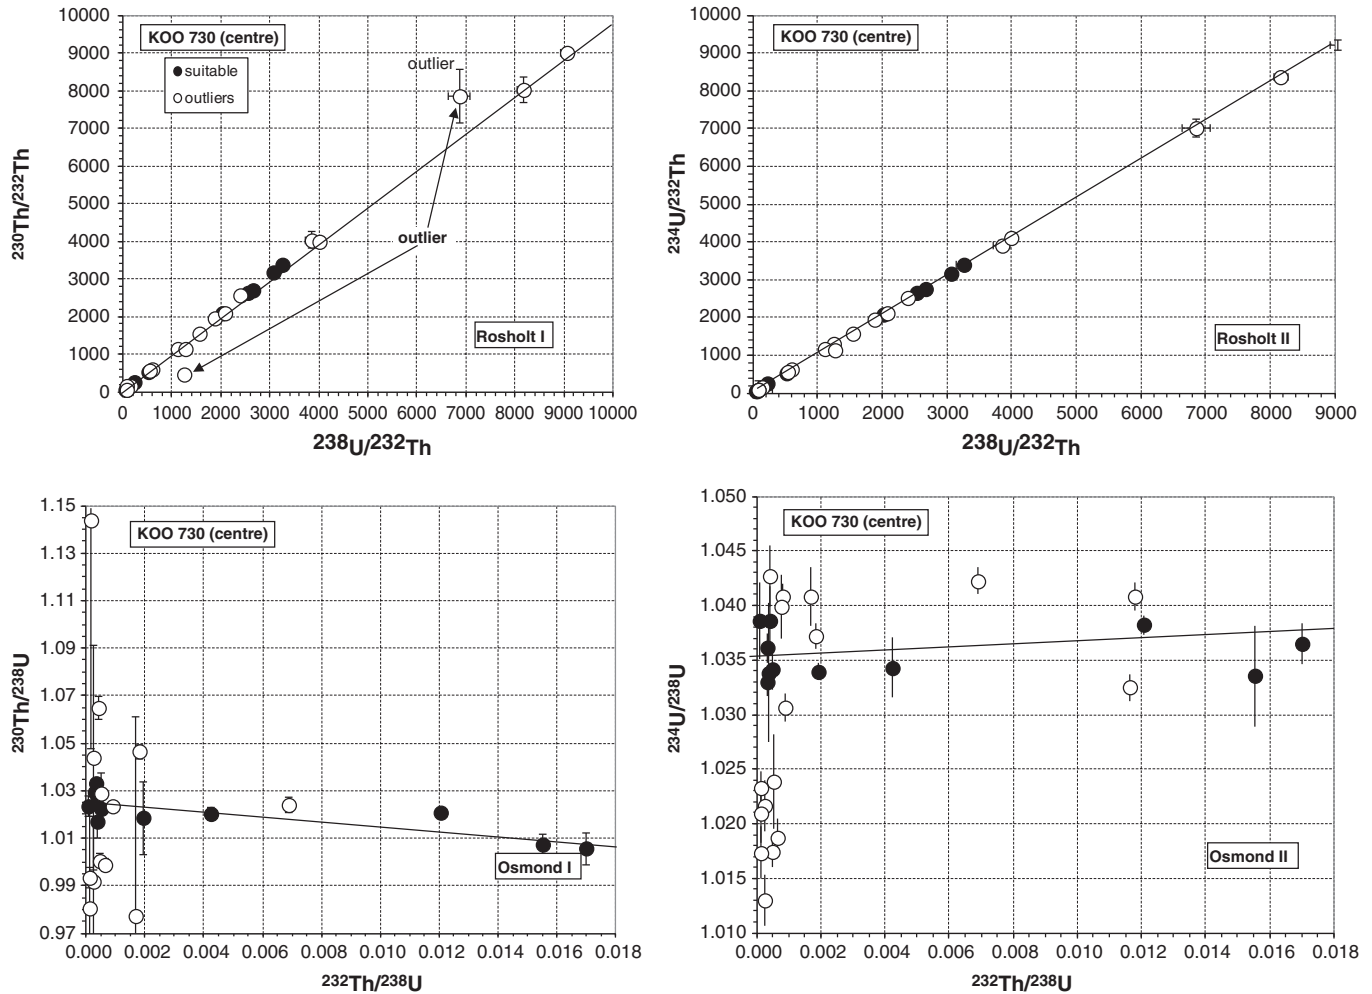 KOO 730 (centre)
suitable
outliers
outlier
outlier
Rosholt I
10000
9000
8000
7000
6000
5000
4000
3000
2000
1000
0
230Th/232Th
0 1000 2000 3000 4000 5000 6000 7000 8000 9000 10000
238U/232Th
KOO 730 (centre)
Rosholt II
10000
9000
8000
7000
6000
5000
4000
3000
2000
1000
0
234U/232Th
0 1000 2000 3000 4000 5000 6000 7000 8000 9000
238U/232Th
KOO 730 (centre)
Osmond I
1.15
1.13
1.11
1.09
1.07
1.05
1.03
1.01
0.99
0.97
230Th/238U
0.000 0.002 0.004 0.006 0.008 0.010 0.012 0.014 0.016 0.018
232Th/238U
KOO 730 (centre)
Osmond II
1.050
1.045
1.040
1.035
1.030
1.025
1.020
1.015
1.010
234U/238U
0.000 0.002 0.004 0.006 0.008 0.010 0.012 0.014 0.016 0.018
232Th/238U